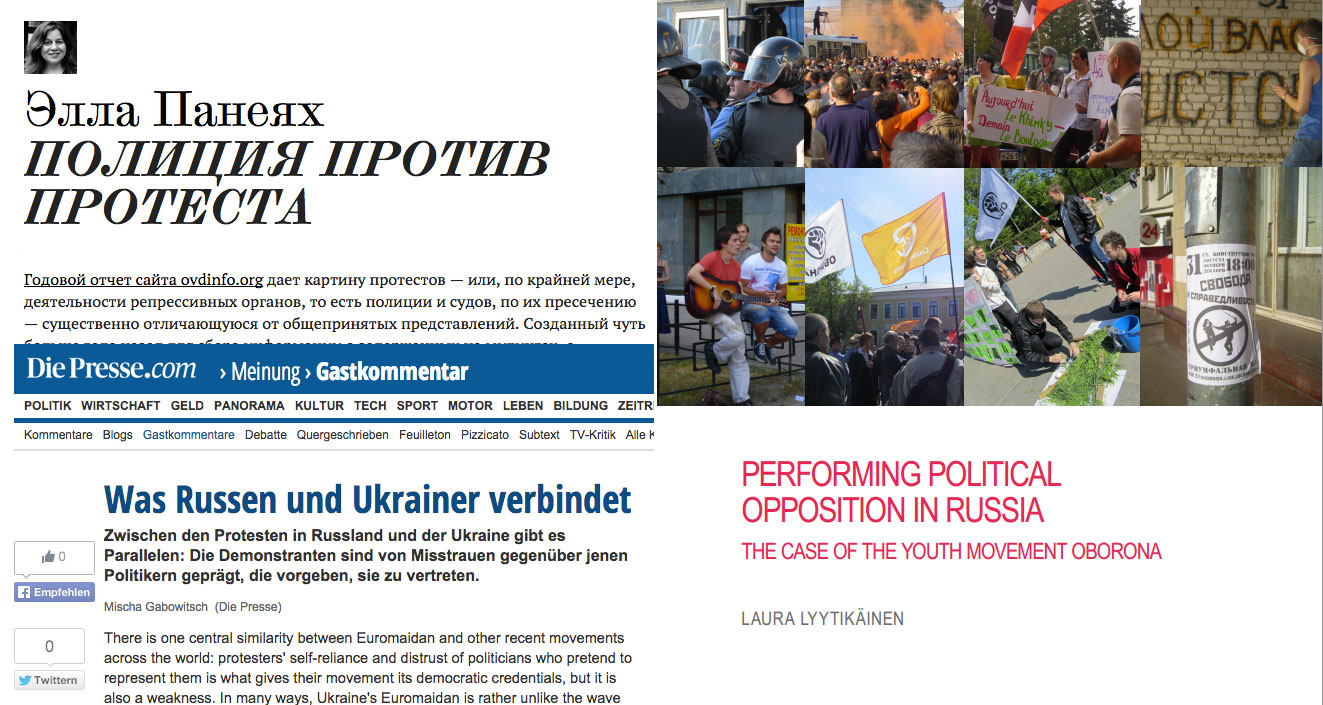 Элла Панеях
ПОЛИЦИЯ ПРОТИВ
ПРОТЕСТА
Годовой отчет сайта ovdinfo.org дает картину протестов — или, по крайней мере,
деятельности репрессивных органов, то есть полиции и судов, по их пресечению
— существенно отличающуюся от общепринятых представлений. Созданный чуть
DiePresse.com › Meinung › Gastkommentar
POLITIK WIRTSCHAFT GELD PANORAMA KULTUR TECH SPORT MOTOR LEBEN BILDUNG ZEITR
Kommentare Blogs Gastkommentare Debatte Quergeschrieben Feuilleton Pizzicato Subtext TV-Kritik Alle K
Was Russen und Ukrainer verbindet
Zwischen den Protesten in Russland und der Ukraine gibt es
Parallelen: Die Demonstranten sind von Misstrauen gegenüber jenen
Politikern geprägt, die vorgeben, sie zu vertreten.
0
Empfehlen
Mischa Gabowitsch (Die Presse)
0
Twittern
There is one central similarity between Euromaidan and other recent movements
across the world: protesters' self-reliance and distrust of politicians who pretend to
represent them is what gives their movement its democratic credentials, but it is
also a weakness. In many ways, Ukraine's Euromaidan is rather unlike the wave
Aujourd'hui
Le Khimky —
Demain
le Boulogne
ОЙ ВЛАС
ИСТО
ОБОРОНА
24
31
18:00
СВОБОДА
СПРАВЕДЛИВОСТ
ТРИУМФАЛЬНАЯ
PERFORMING POLITICAL
OPPOSITION IN RUSSIA
THE CASE OF THE YOUTH MOVEMENT OBORONA
LAURA LYYTIKÄINEN